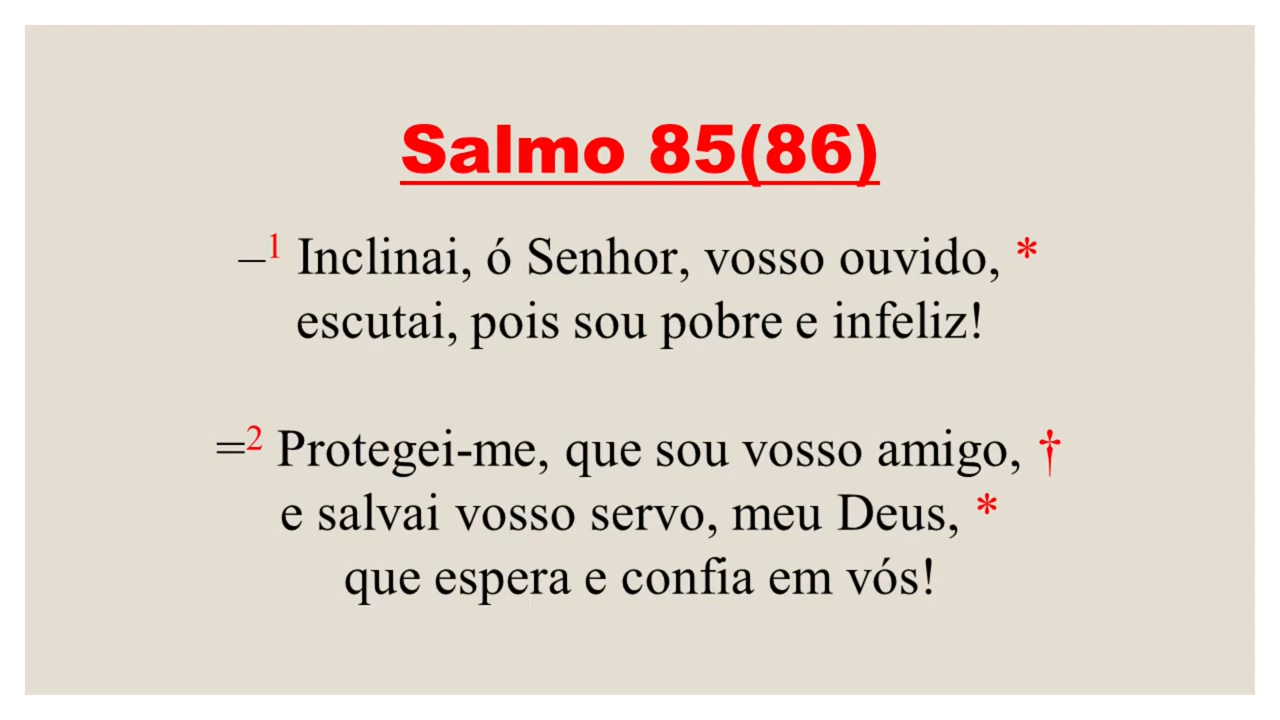 Salmo 85(86)
–1 Inclinai, ó Senhor, vosso ouvido, *
escutai, pois sou pobre e infeliz!
=2 Protegei-me, que sou vosso amigo, †
e salvai vosso servo, meu Deus, *
que espera e confia em vós!